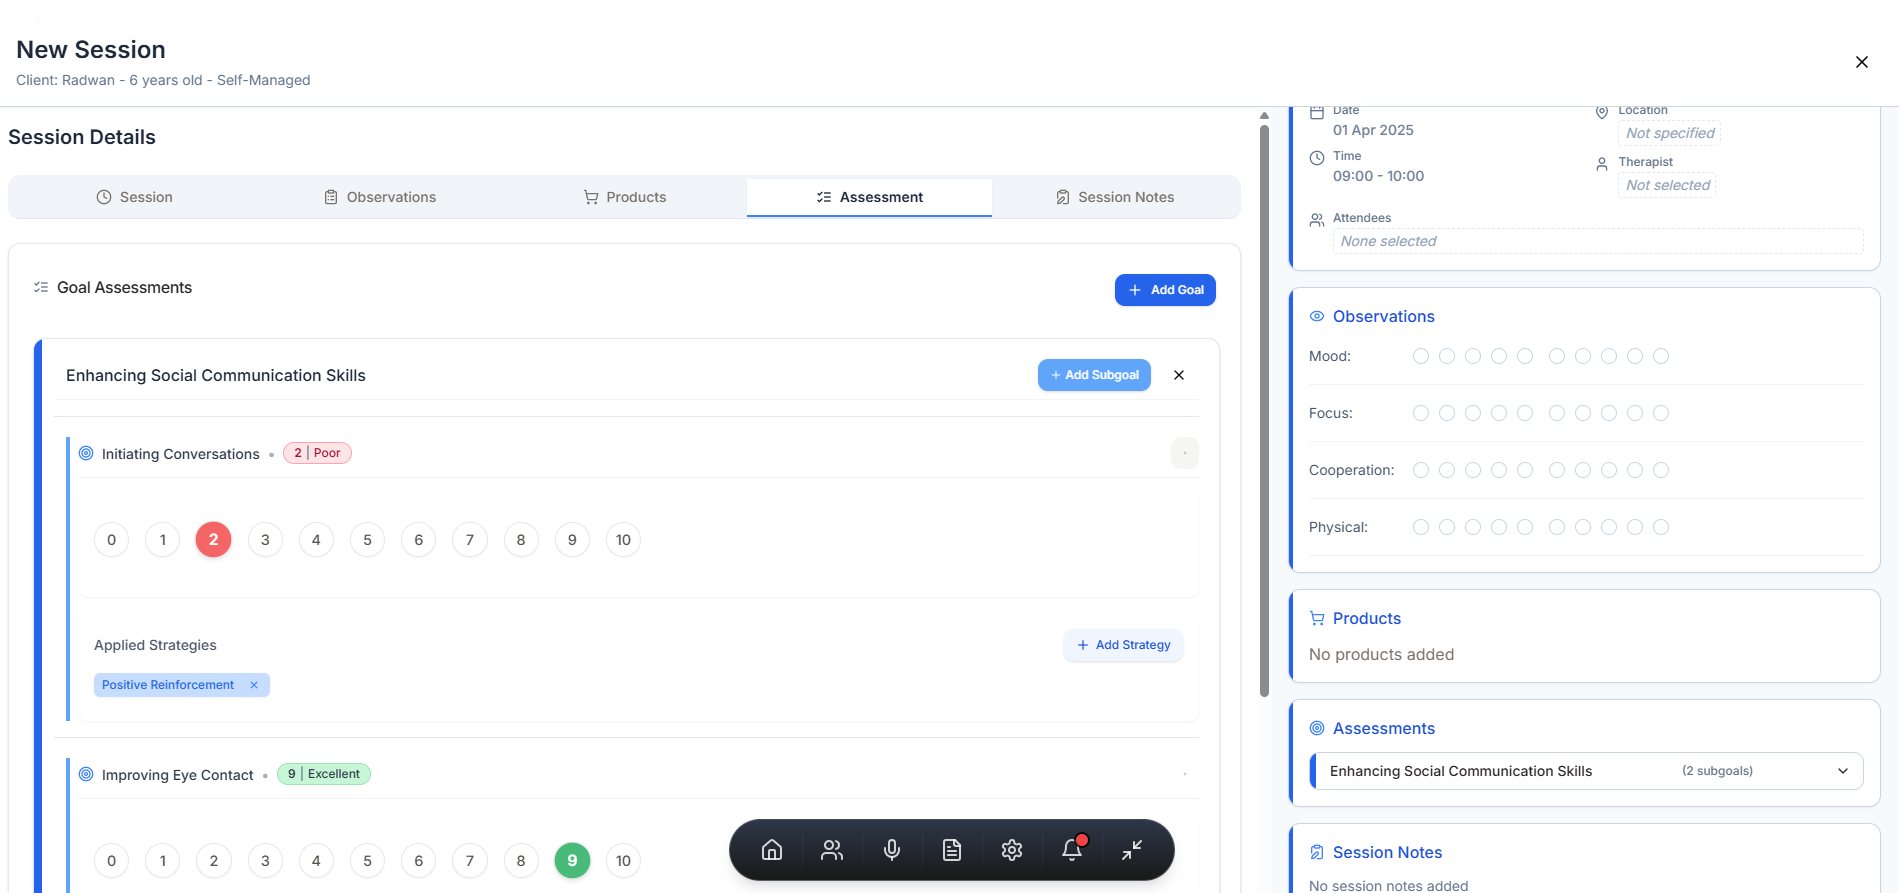 New Session
Client: Radwan - 6 years old - Self-Managed
Session Details
Session
Observations
Products
Assessment
Session Notes
Goal Assessments
+ Add Goal
Enhancing Social Communication Skills
+ Add Subgoal
Initiating Conversations • 2 | Poor
0 1 2 3 4 5 6 7 8 9 10
Applied Strategies
+ Add Strategy
Positive Reinforcement ×
Improving Eye Contact • 9 | Excellent
0 1 2 3 4 5 6 7 8 9 10
Date
01 Apr 2025
Time
09:00 - 10:00
Location
Not specified
Therapist
Not selected
Attendees
None selected
Observations
Mood:
Focus:
Cooperation:
Physical:
Products
No products added
Assessments
Enhancing Social Communication Skills (2 subgoals)
Session Notes
No session notes added